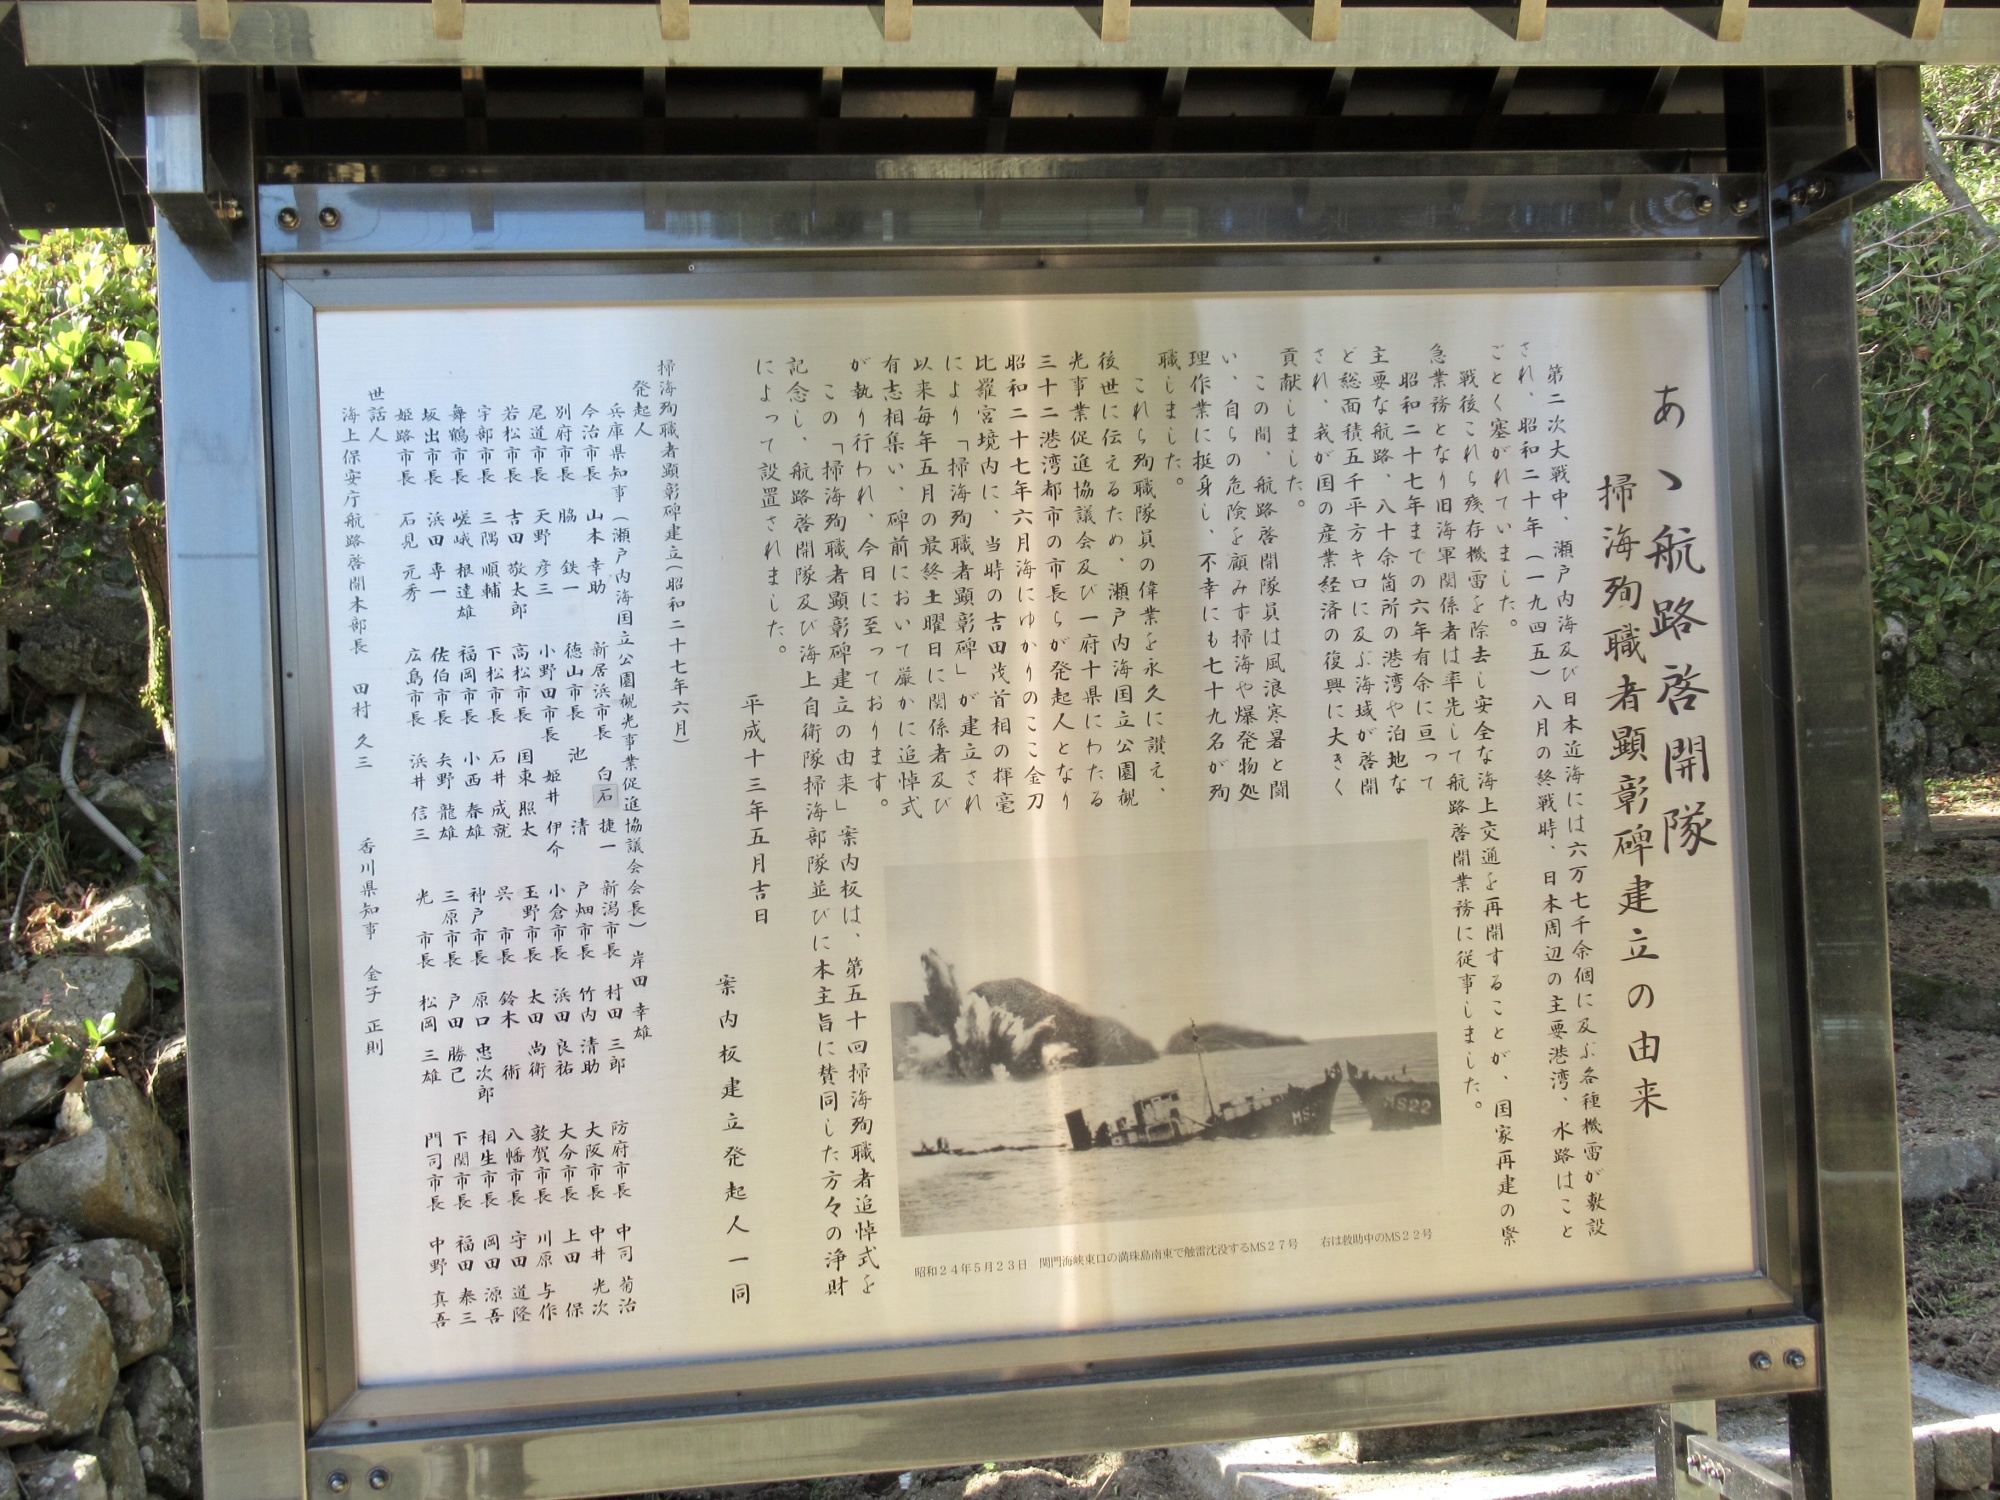 あゝ航路啓開隊
掃海殉職者顕彰碑建立の由来
第二次大戦中、瀬戸内海及び日本近海には六万七千余個に及ぶ各種機雷が敷設
され、昭和二十年（一九四五）八月の終戦時、日本周辺の主要港湾、水路はこと
ごとく塞がれていました。
戦後これら残存機雷を除去し安全な海上交通を再開することが、国家再建の緊
急業務となり旧海軍関係者は率先して航路啓開業務に従事しました。
昭和二十七年までの六年有余に亘って
主要な航路、八十余箇所の港湾や泊地な
ど総面積五千平方キロに及ぶ海域が啓開
され、我が国の産業経済の復興に大きく
貢献しました。
この間、航路啓開隊員は風浪寒暑と闘
い、自らの危険を顧みず掃海や爆発物処
理作業に挺身し、不幸にも七十九名が殉
職しました。
これら殉職隊員の偉業を永久に讃え、
後世に伝えるため、瀬戸内海国立公園観
光事業促進協議会及び一府十県にわたる
三十二港湾都市の市長らが発起人となり
昭和二十七年六月海にゆかりのここ金刀
比羅宮境内に、当時の吉田茂首相の揮毫
により「掃海殉職者顕彰碑」が建立され
以来毎年五月の最終土曜日に関係者及び
有志相集い、碑前において厳かに追悼式
が執り行われ、今日に至っております。
この「掃海殉職者顕彰碑建立の由来」案内板は、第五十回掃海殉職者追悼式を
記念し、航路啓開隊及び海上自衛隊掃海部隊並びに本主旨に賛同した方々の浄財
によって設置されました。
平成十三年五月吉日
案内板建立発起人一同
昭和24年5月23日　関門海峡東口の満珠島南東で触雷沈没するMS27号　右は救助中のMS22号
MS22
掃海殉職者顕彰碑建立（昭和二十七年六月）
発起人
兵庫県知事（瀬戸内海国立公園観光事業促進協議会会長）　岸田　幸雄
今治市長　山本　幸助　新居浜市長　白石　捷一　新潟市長　村田　三郎　防府市長　中司　菊治
別府市長　脇　鉄一　徳山市長　池　清　戸畑市長　竹内　清助　大阪市長　中井　光次
尾道市長　天野　彦三　小野田市長　姫井　伊介　小倉市長　浜田　良祐　大分市長　上田　保
若松市長　吉田　敬太郎　高松市長　国東　照太　玉野市長　太田　尚衛　敦賀市長　川原　与作
宇部市長　三隅　順輔　下松市長　石井　成就　呉　市長　鈴木　術　八幡市長　守田　道隆
舞鶴市長　嵯峨　根達雄　福岡市長　小西　春雄　神戸市長　原口　忠次郎　相生市長　岡田　源吾
坂出市長　浜田　専一　佐伯市長　矢野　龍雄　三原市長　戸田　勝己　下関市長　福田　泰三
姫路市長　石見　元秀　広島市長　浜井　信三　光　市長　松岡　三雄　門司市長　中野　真吾
世話人
海上保安庁航路啓開本部長　田村　久三　香川県知事　金子　正則